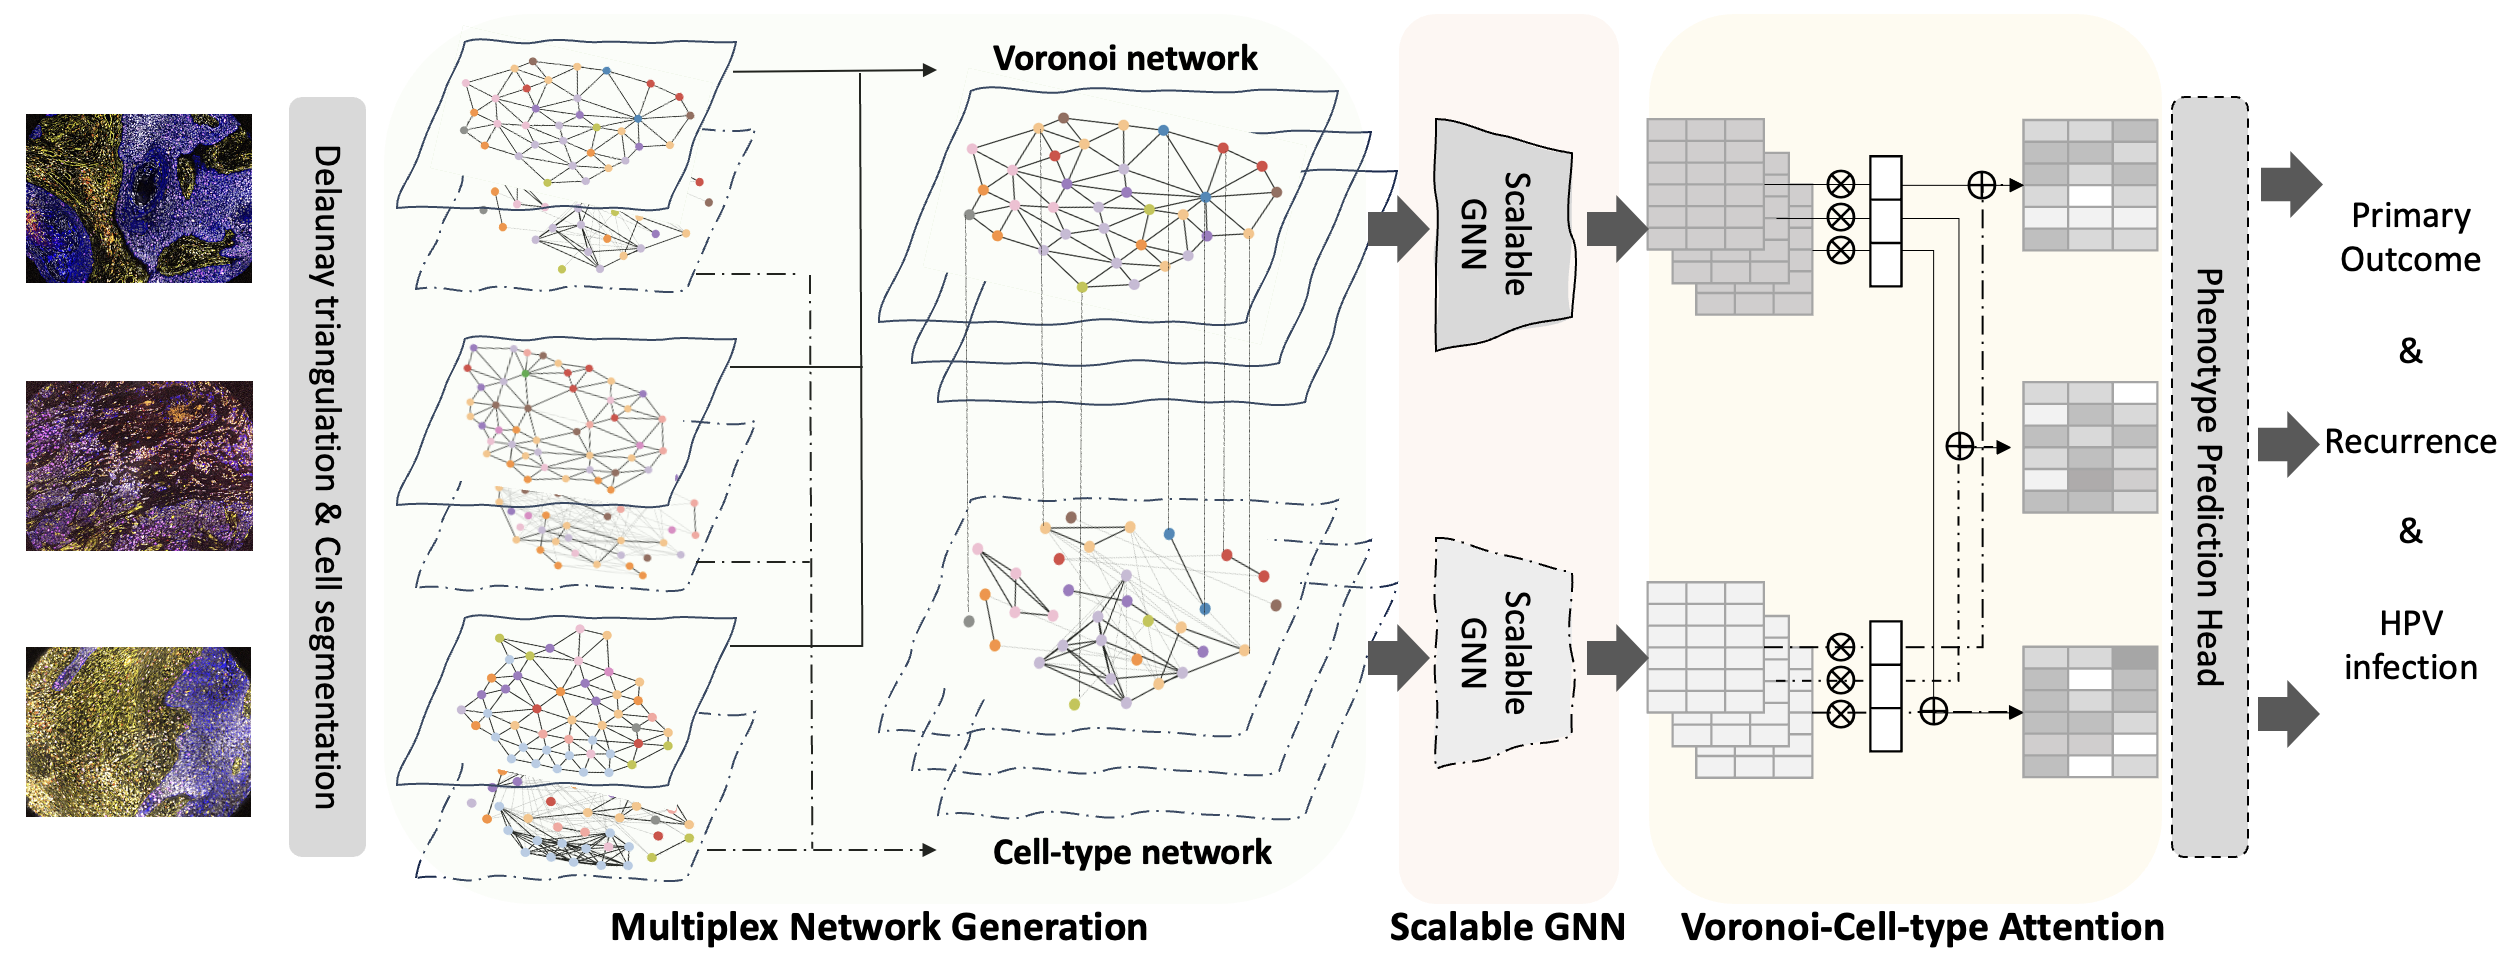 Delaunay triangulation & Cell segmentation
Voronoi network
Cell-type network
Multiplex Network Generation
Scalable
GNN
Scalable
GNN
Scalable GNN
Voronoi-Cell-type Attention
Phenotype Prediction Head
Primary
Outcome
&
Recurrence
&
HPV
infection